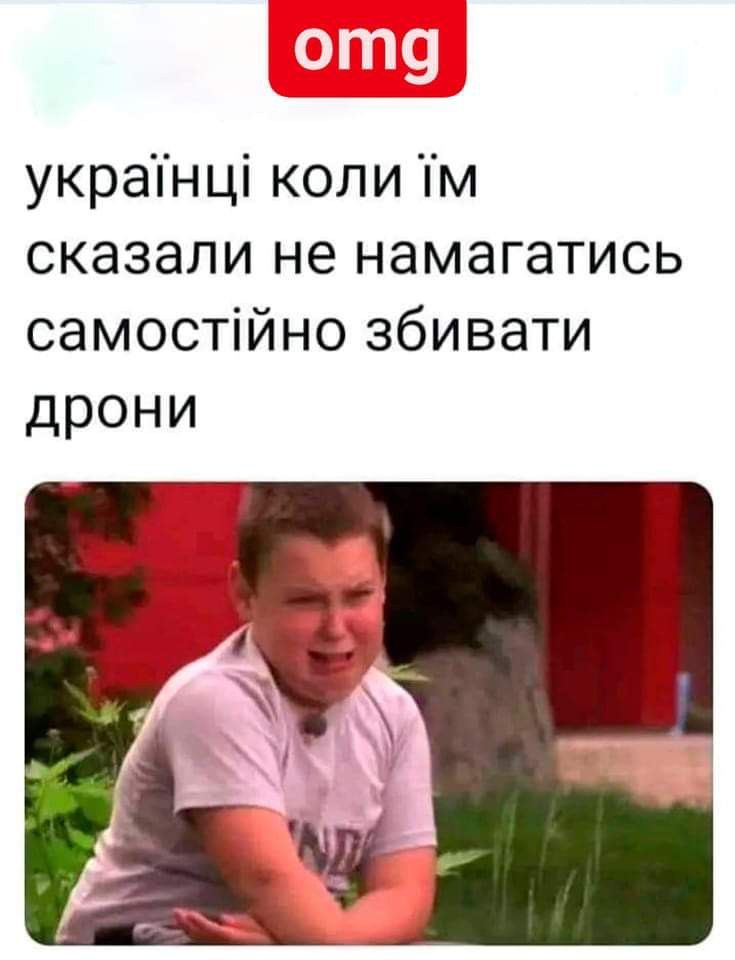 omg
українці коли їм
сказали не намагатись
самостійно збивати
дрони